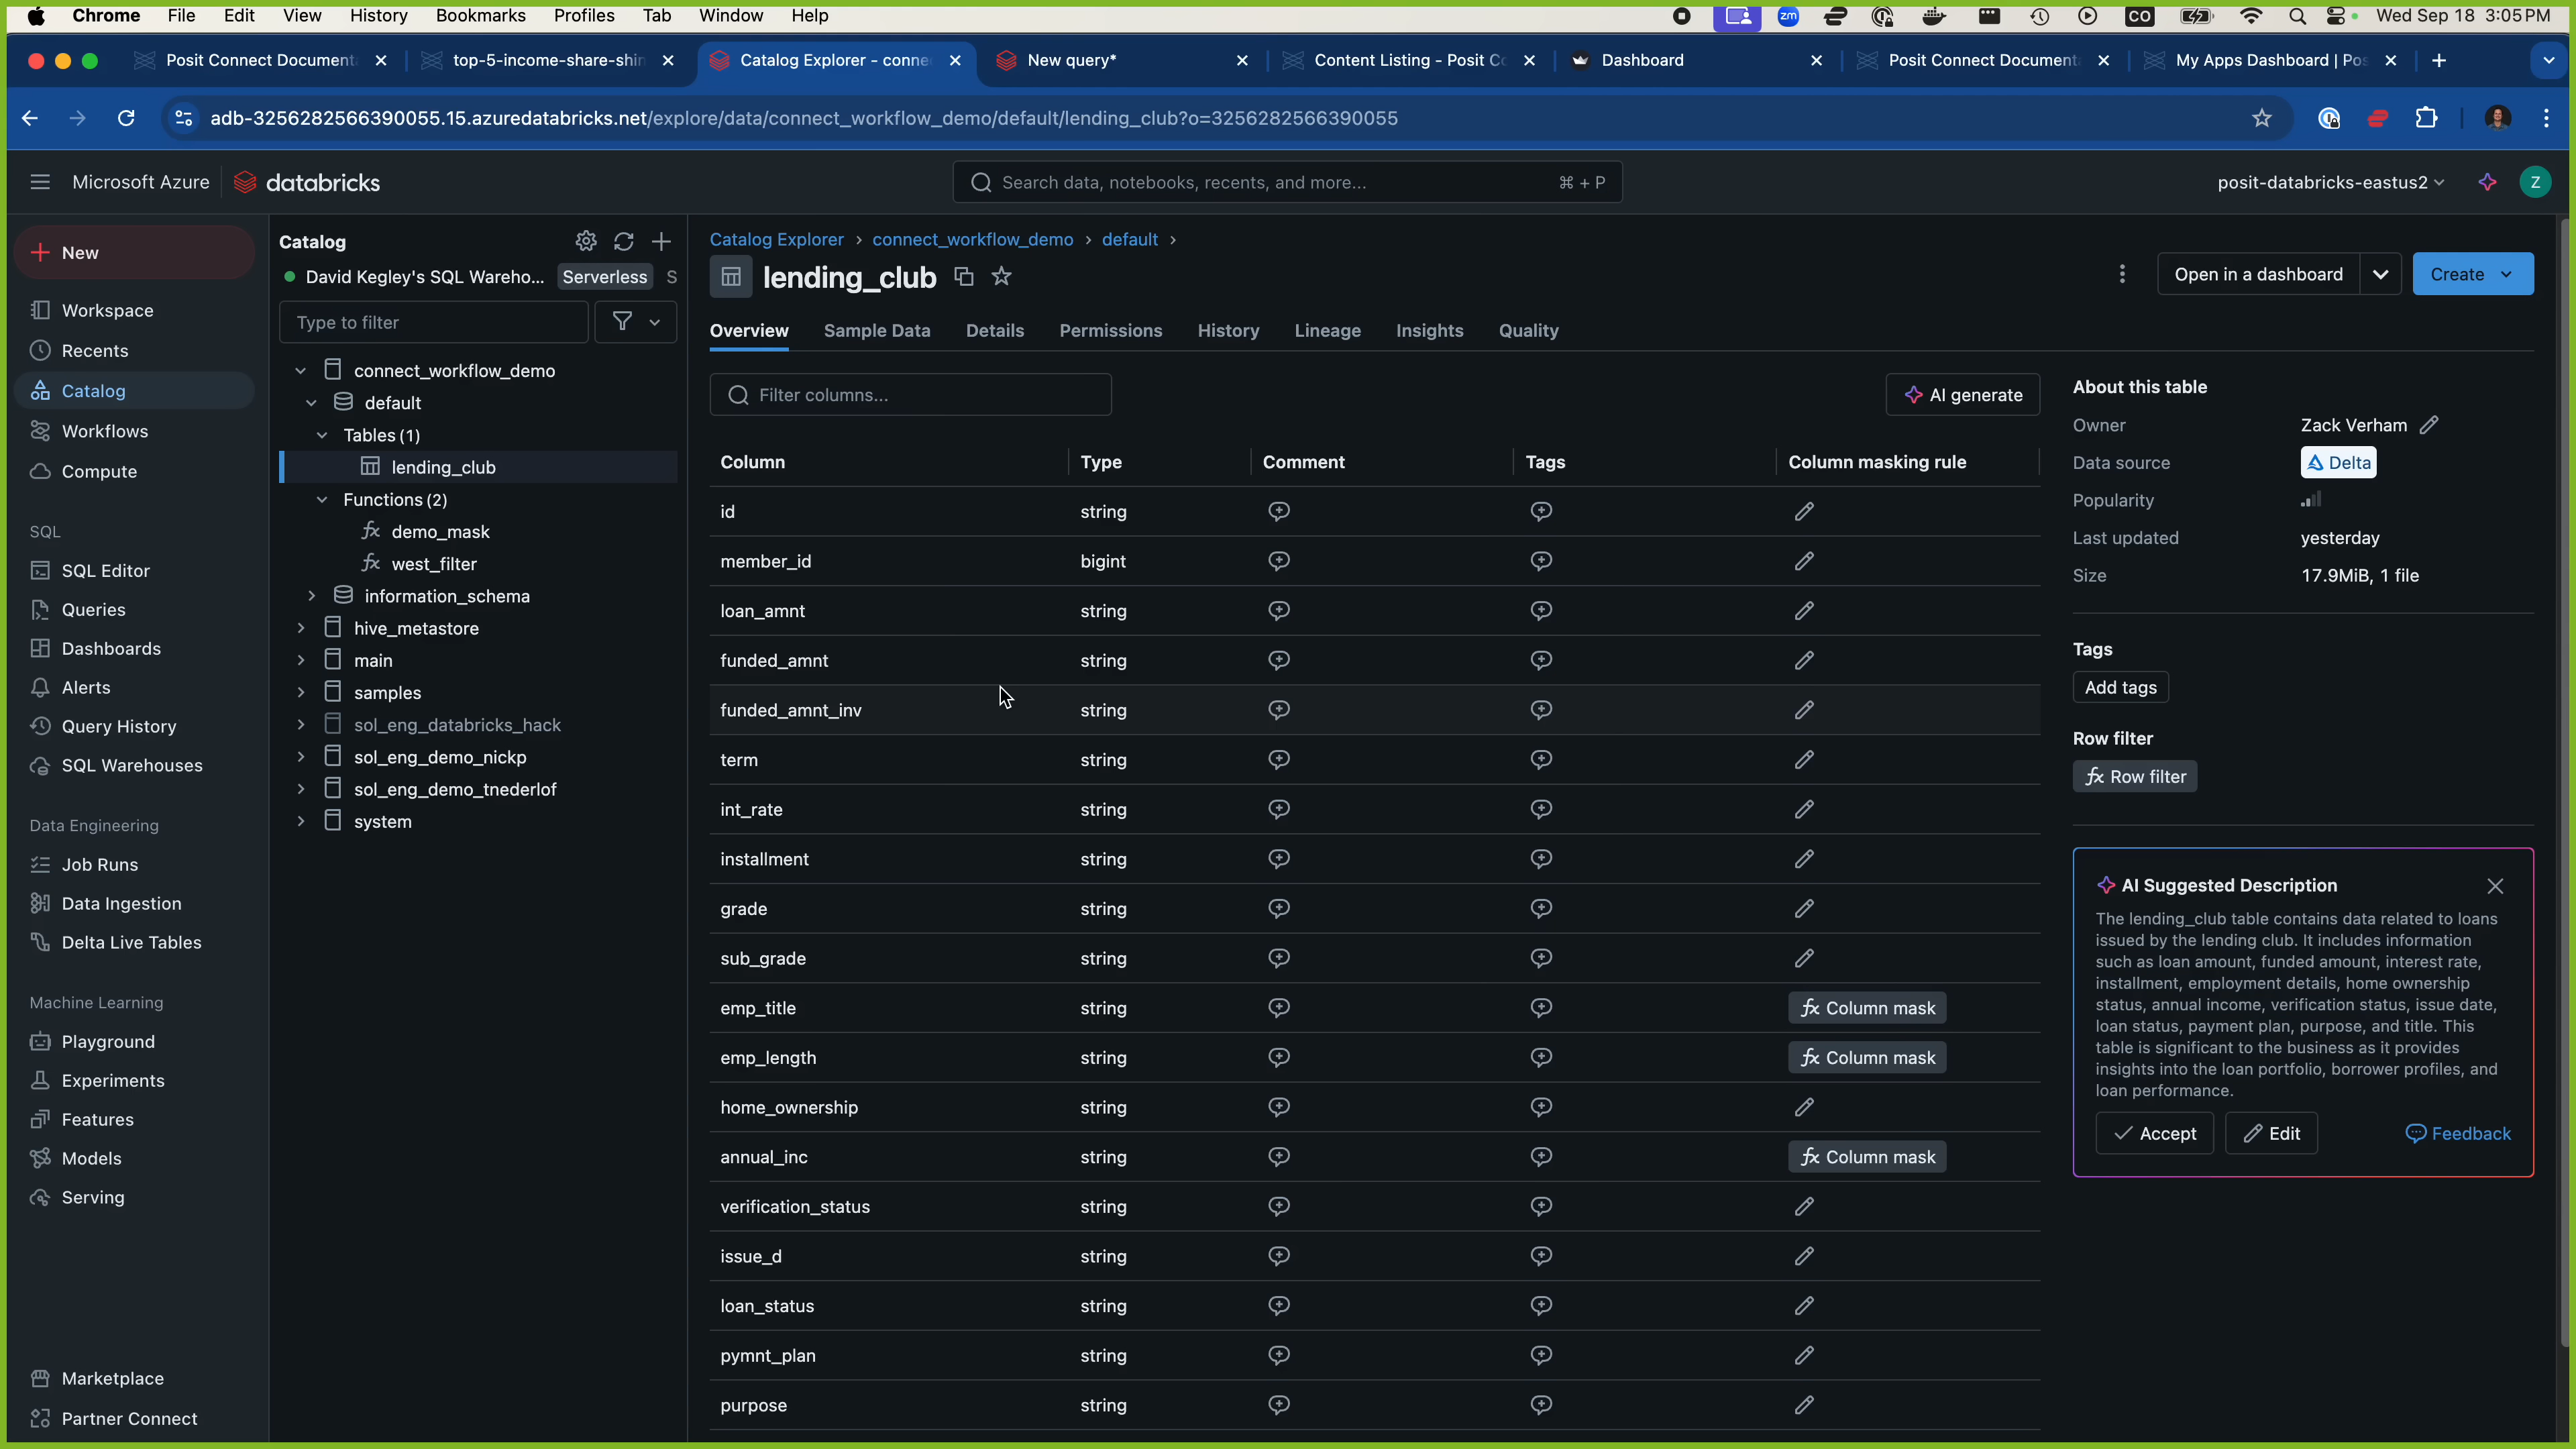 Chrome File Edit View History Bookmarks Profiles Tab Window Help
zm
CO
Wed Sep 18 3:05 PM
Posit Connect Document
top-5-income-share-shin
Catalog Explorer - conne
New query*
Content Listing - Posit Co
Dashboard
Posit Connect Document
My Apps Dashboard | Pos
adb-3256282566390055.15.azuredatabricks.net/explore/data/connect_workflow_demo/default/lending_club?o=3256282566390055
Microsoft Azure
databricks
Search data, notebooks, recents, and more...
⌘ + P
posit-databricks-eastus2
Z
New
Workspace
Recents
Catalog
Workflows
Compute
SQL
SQL Editor
Queries
Dashboards
Alerts
Query History
SQL Warehouses
Data Engineering
Job Runs
Data Ingestion
Delta Live Tables
Machine Learning
Playground
Experiments
Features
Models
Serving
Marketplace
Partner Connect
Catalog
David Kegley's SQL Wareho... Serverless S
Type to filter
connect_workflow_demo
default
Tables (1)
lending_club
Functions (2)
fx demo_mask
fx west_filter
information_schema
hive_metastore
main
samples
sol_eng_databricks_hack
sol_eng_demo_nickp
sol_eng_demo_tnederlof
system
Catalog Explorer > connect_workflow_demo > default >
lending_club
Open in a dashboard
Create
Overview Sample Data Details Permissions History Lineage Insights Quality
Filter columns...
AI generate
Column Type Comment Tags Column masking rule
id string
member_id bigint
loan_amnt string
funded_amnt string
funded_amnt_inv string
term string
int_rate string
installment string
grade string
sub_grade string
emp_title string fx Column mask
emp_length string fx Column mask
home_ownership string
annual_inc string fx Column mask
verification_status string
issue_d string
loan_status string
pymnt_plan string
purpose string
About this table
Owner Zack Verham
Data source Delta
Popularity
Last updated yesterday
Size 17.9MiB, 1 file
Tags
Add tags
Row filter
fx Row filter
AI Suggested Description
The lending_club table contains data related to loans
issued by the lending club. It includes information
such as loan amount, funded amount, interest rate,
installment, employment details, home ownership
status, annual income, verification status, issue date,
loan status, payment plan, purpose, and title. This
table is significant to the business as it provides
insights into the loan portfolio, borrower profiles, and
loan performance.
Accept
Edit
Feedback